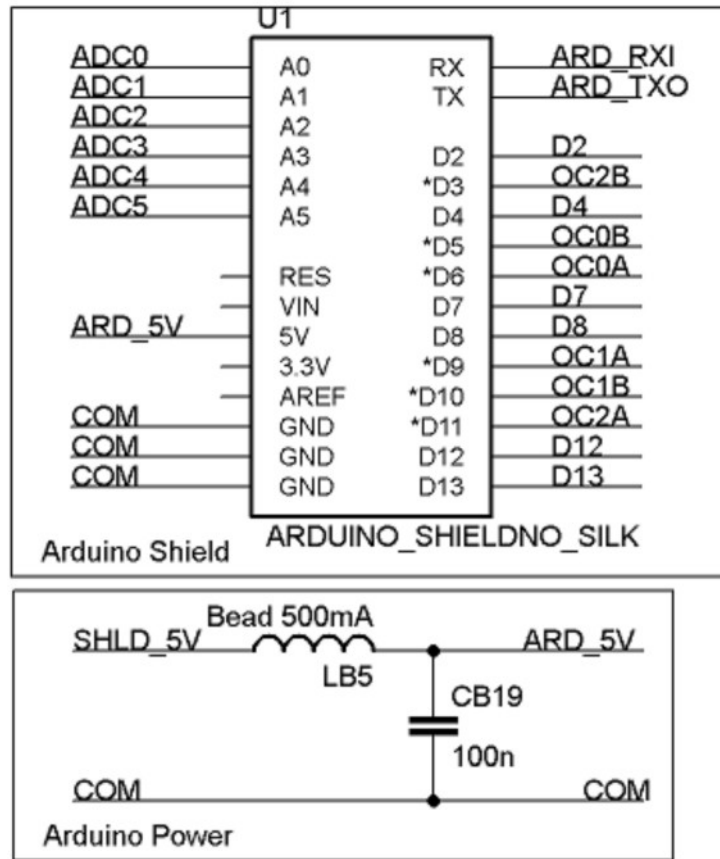 U1
ADC0 A0 RX ARD_RXI
ADC1 A1 TX ARD_TXO
ADC2 A2
ADC3 A3 D2 D2
ADC4 A4 *D3 OC2B
ADC5 A5 D4 D4
*D5 OC0B
RES *D6 OC0A
VIN D7 D7
ARD_5V 5V D8 D8
3.3V *D9 OC1A
AREF *D10 OC1B
COM GND *D11 OC2A
COM GND D12 D12
COM GND D13 D13
Arduino Shield ARDUINO_SHIELDNO_SILK
Bead 500mA
SHLD_5V ARD_5V
LB5
CB19
100n
COM COM
Arduino Power